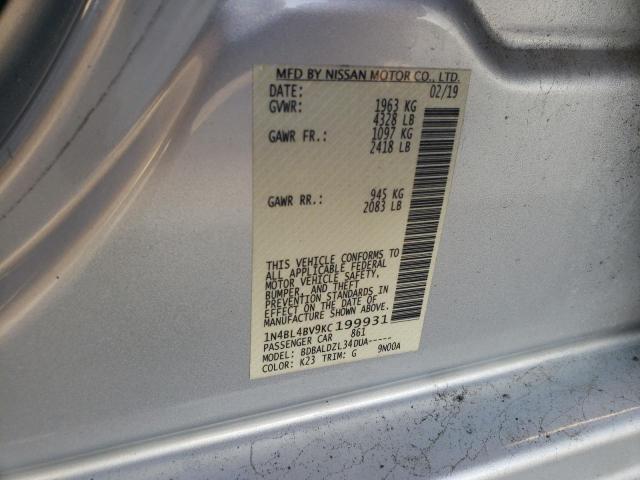 MFD BY NISSAN MOTOR CO., LTD.
DATE: 02/19
GVWR: 1963 KG
4328 LB
GAWR FR.: 1097 KG
2418 LB
GAWR RR.: 945 KG
2083 LB
THIS VEHICLE CONFORMS TO
ALL APPLICABLE FEDERAL
MOTOR VEHICLE SAFETY,
BUMPER, AND THEFT
PREVENTION STANDARDS IN
EFFECT ON THE DATE OF
MANUFACTURE SHOWN ABOVE.
1N4BL4BV9KC199931
PASSENGER CAR 861
MODEL: BDBALDZL34DUA-----
COLOR: K23 TRIM: G 9N00A